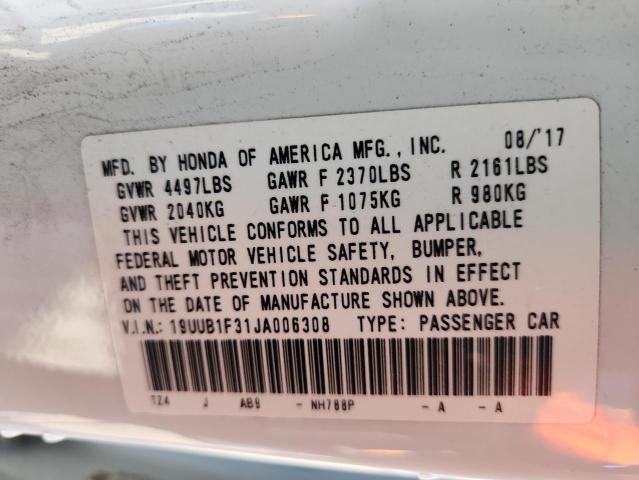 MFD. BY HONDA OF AMERICA MFG., INC. 08/'17
GVWR 4497LBS GAWR F 2370LBS R 2161LBS
GVWR 2040KG GAWR F 1075KG R 980KG
THIS VEHICLE CONFORMS TO ALL APPLICABLE
FEDERAL MOTOR VEHICLE SAFETY, BUMPER,
AND THEFT PREVENTION STANDARDS IN EFFECT
ON THE DATE OF MANUFACTURE SHOWN ABOVE.
V.I.N.: 19UUB1F31JA006308 TYPE: PASSENGER CAR
TZ4 J AB9 - NH788P - A - A